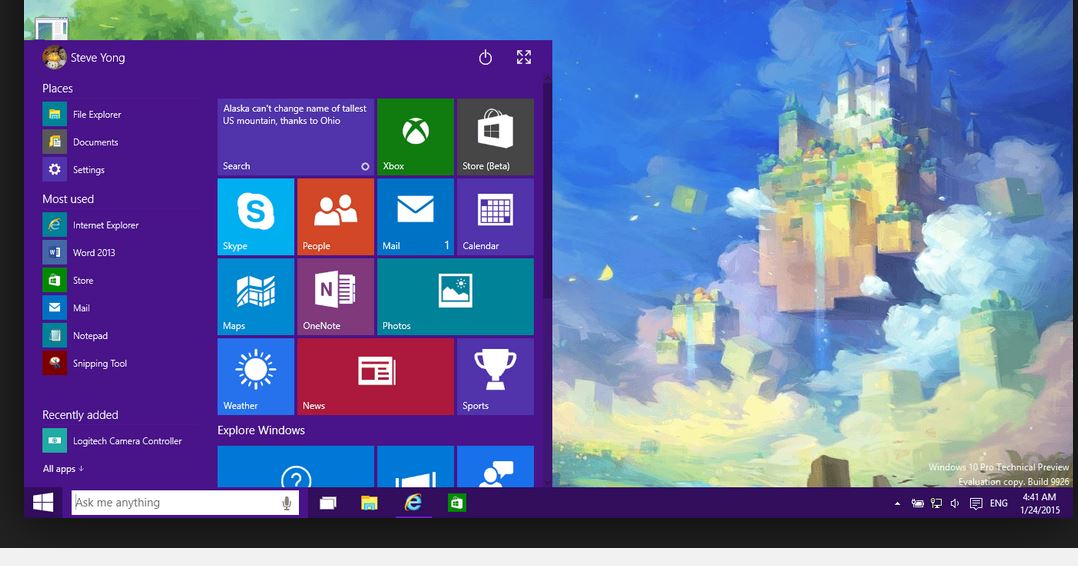 Steve Yong
Places
File Explorer
Documents
Settings
Most used
Internet Explorer
Word 2013
Store
Mail
Notepad
Snipping Tool
Recently added
Logitech Camera Controller
All apps ↓
Alaska can't change name of tallest
US mountain, thanks to Ohio
Search
Xbox
Store (Beta)
Skype
People
Mail 1
Calendar
Maps
OneNote
Photos
Weather
News
Sports
Explore Windows
Windows 10 Pro Technical Preview
Evaluation copy. Build 9926
Ask me anything
ENG
4:41 AM
1/24/2015